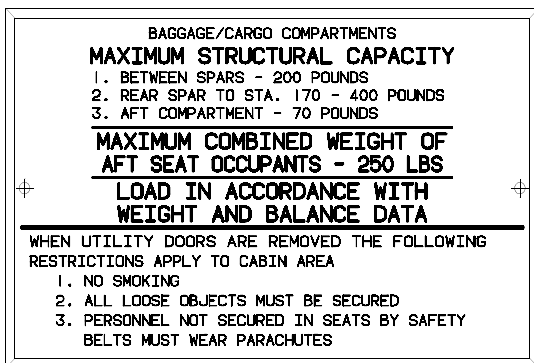 BAGGAGE/CARGO COMPARTMENTS
MAXIMUM STRUCTURAL CAPACITY
1. BETWEEN SPARS - 200 POUNDS
2. REAR SPAR TO STA. 170 - 400 POUNDS
3. AFT COMPARTMENT - 70 POUNDS
MAXIMUM COMBINED WEIGHT OF
AFT SEAT OCCUPANTS - 250 LBS
LOAD IN ACCORDANCE WITH
WEIGHT AND BALANCE DATA
WHEN UTILITY DOORS ARE REMOVED THE FOLLOWING
RESTRICTIONS APPLY TO CABIN AREA
1. NO SMOKING
2. ALL LOOSE OBJECTS MUST BE SECURED
3. PERSONNEL NOT SECURED IN SEATS BY SAFETY
BELTS MUST WEAR PARACHUTES